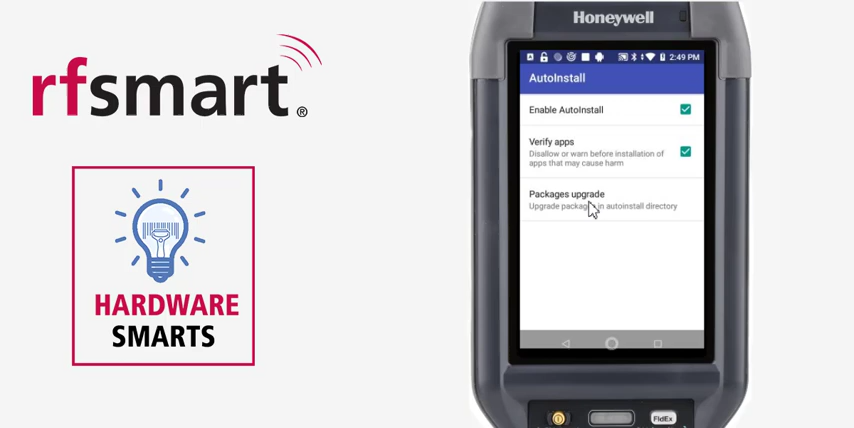 rfsmart®
HARDWARE
SMARTS
Honeywell
2:49 PM
AutoInstall
Enable AutoInstall
Verify apps
Disallow or warn before installation of
apps that may cause harm
Packages upgrade
Upgrade packages in autoinstall directory
FldEx